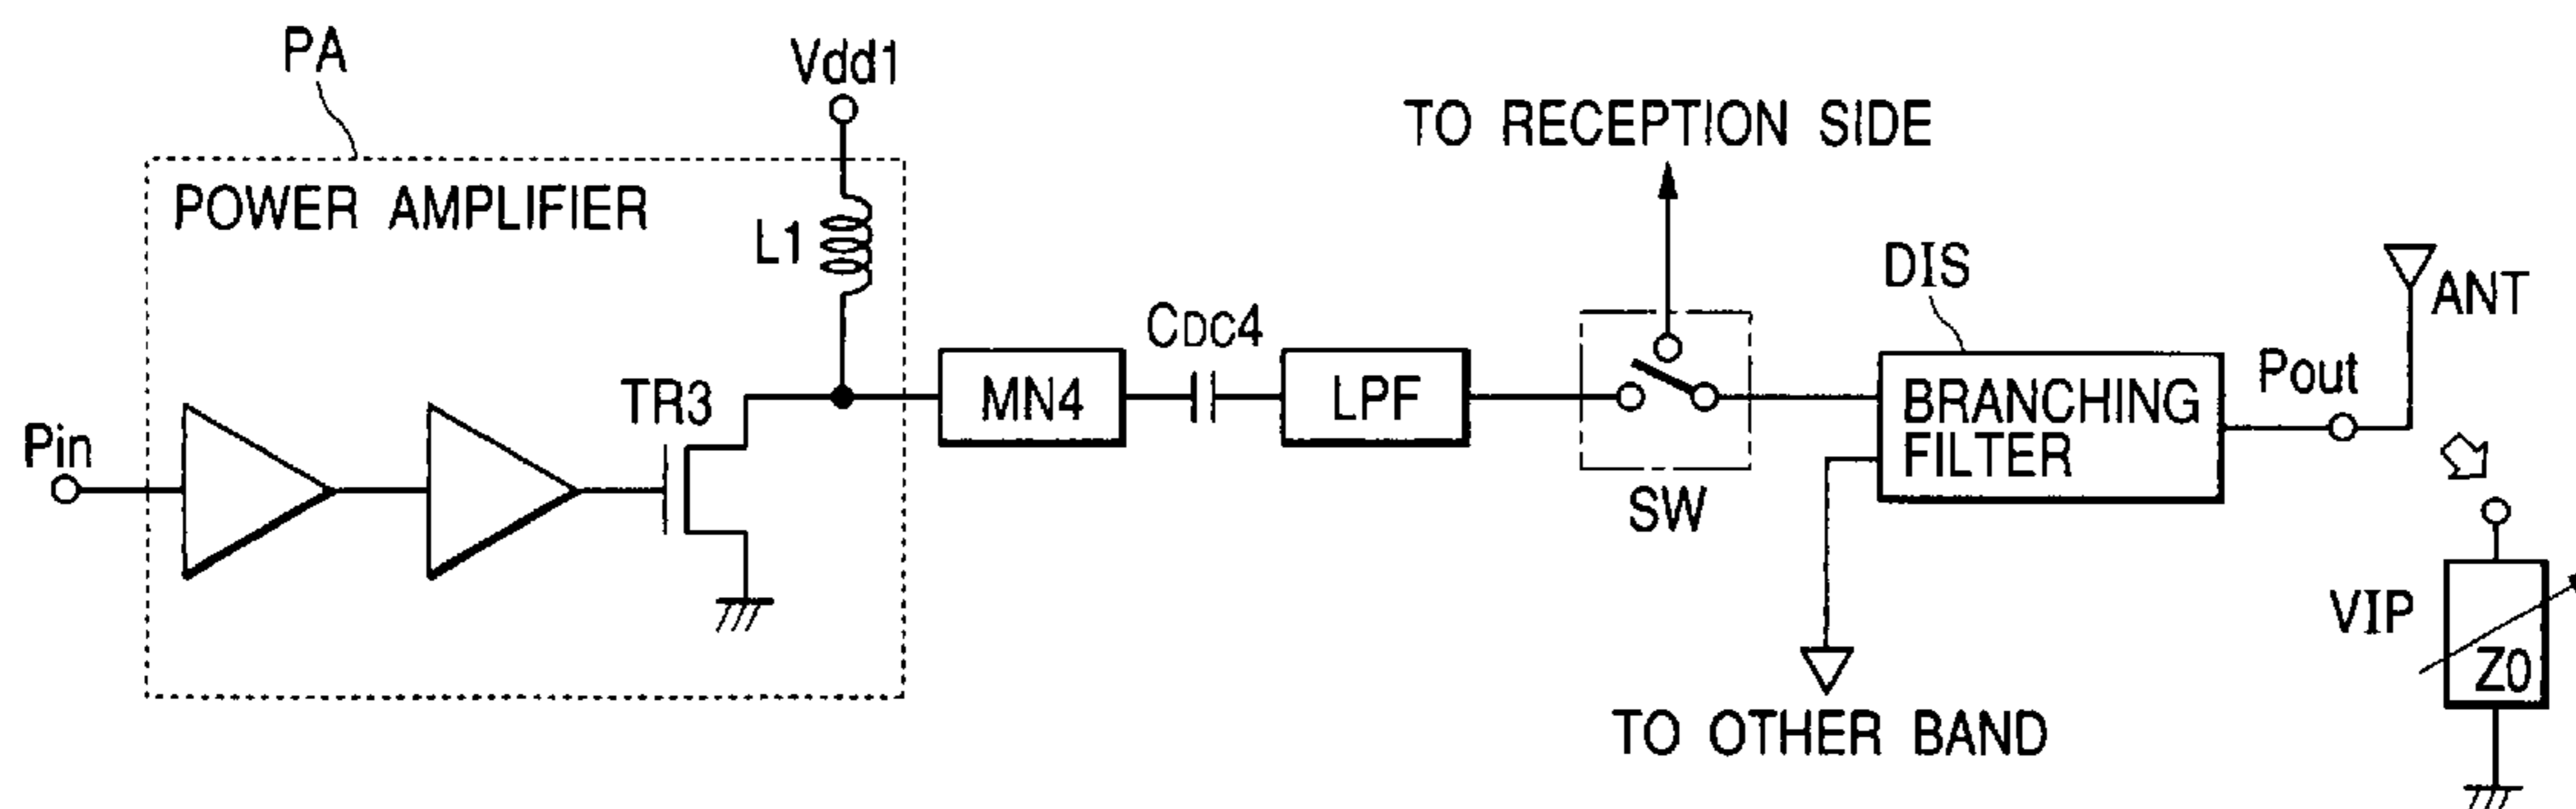 PA
Vdd1
POWER AMPLIFIER
L1
TO RECEPTION SIDE
DIS
ANT
CDC4
TR3
MN4
LPF
BRANCHING
FILTER
Pout
Pin
SW
VIP
Z0
TO OTHER BAND